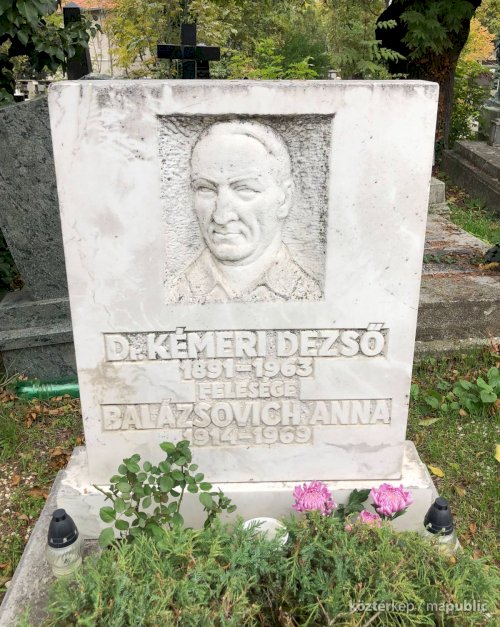 Dr. KÉMERI DEZSŐ
1891–1963
FELESÉGE
BALÁZSOVICH ANNA
1914–1969
köztérkép / mapublic